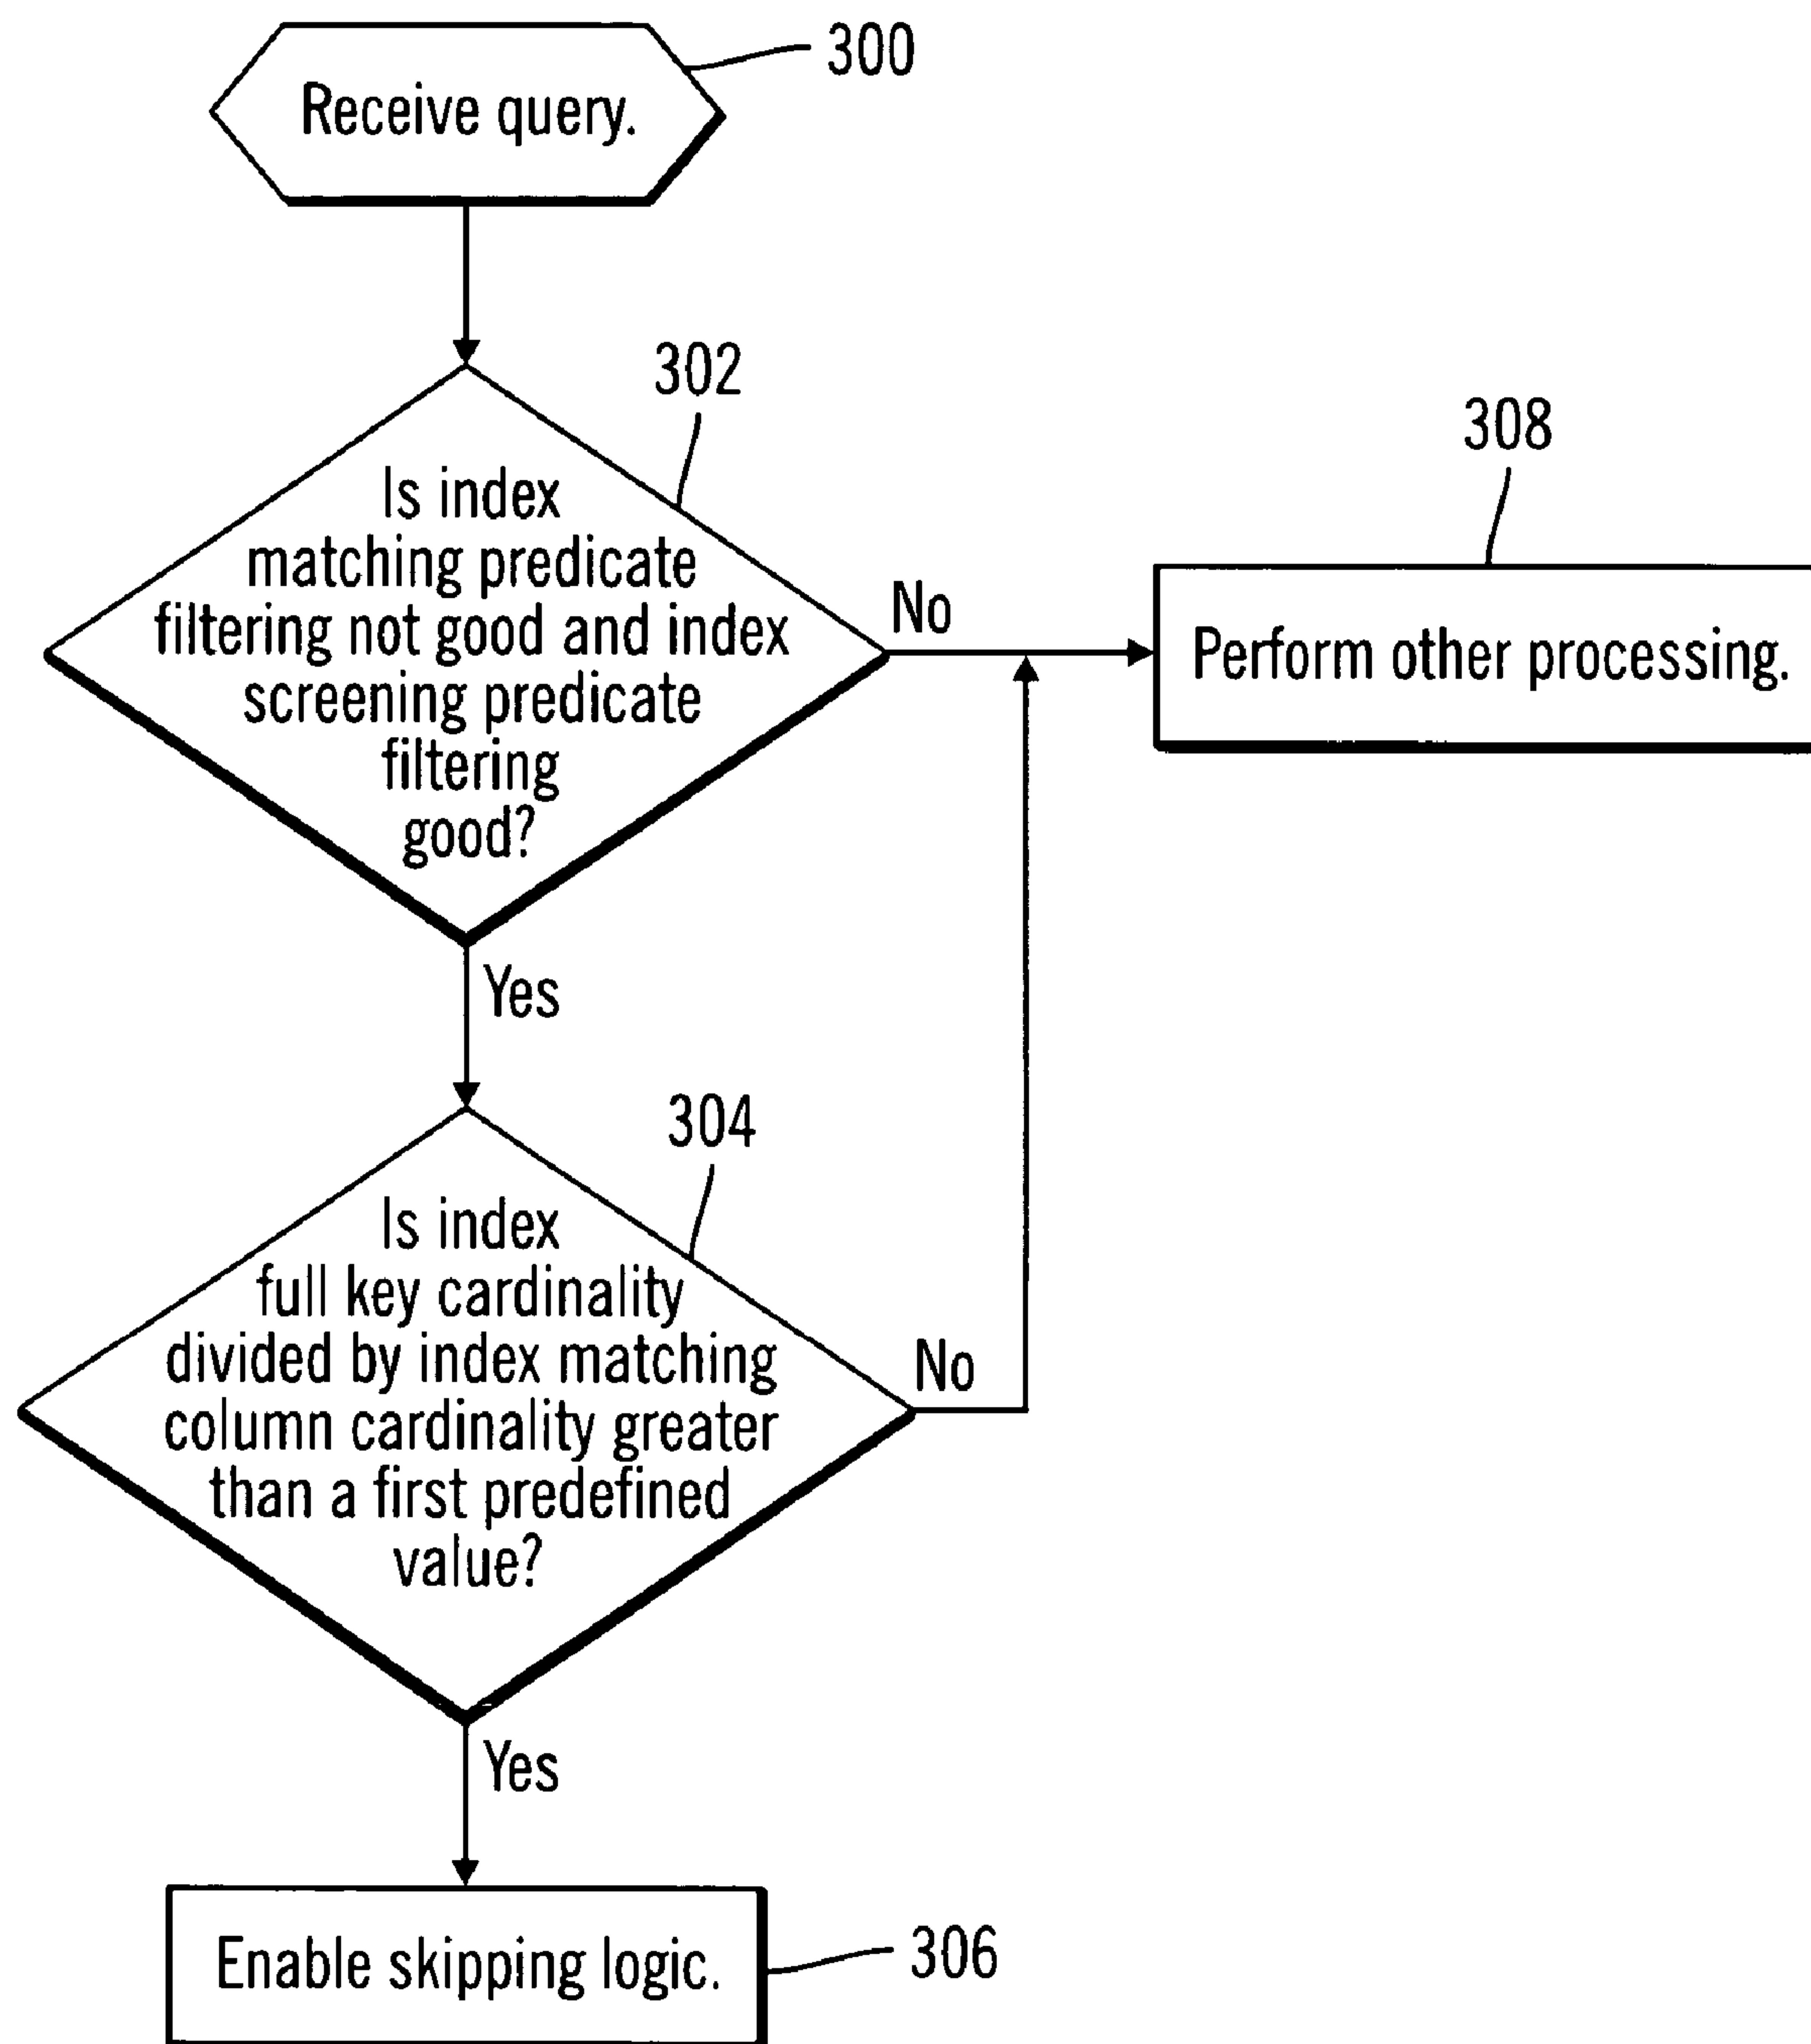 300
Receive query.
302
Is index
matching predicate
filtering not good and index
screening predicate
filtering
good?
No
308
Perform other processing.
Yes
304
Is index
full key cardinality
divided by index matching
column cardinality greater
than a first predefined
value?
No
Yes
Enable skipping logic.
306